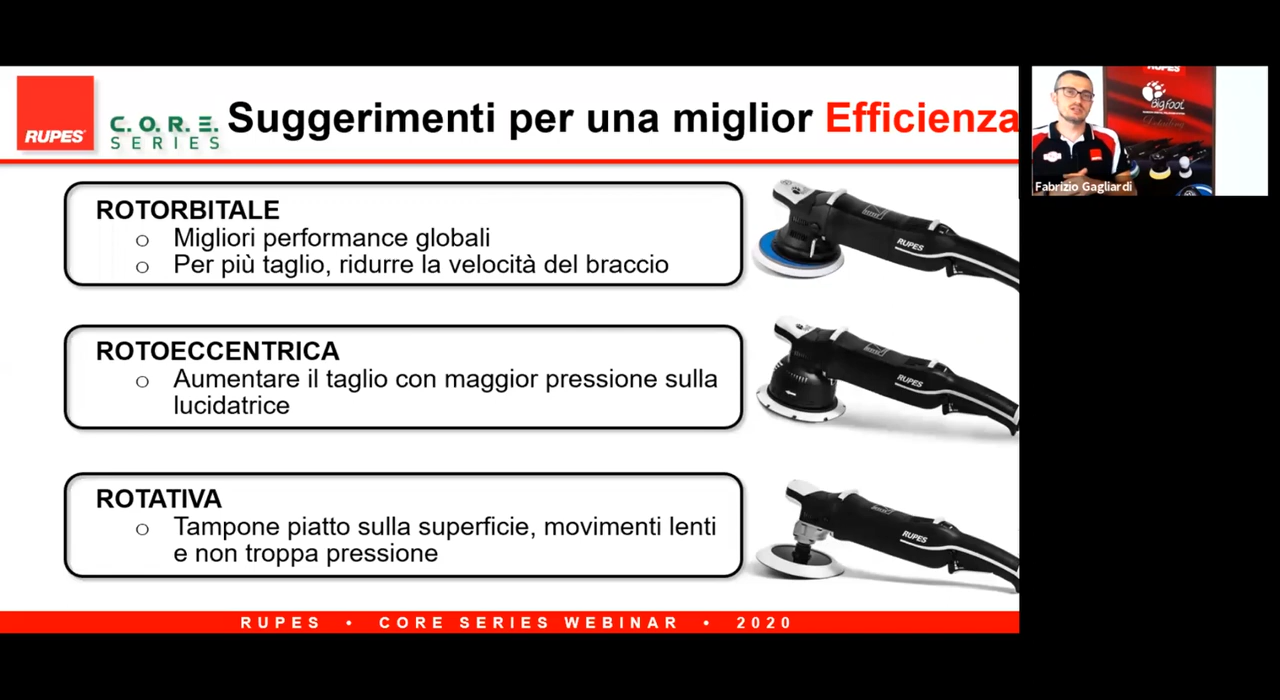 RUPES
C.O.R.E.
SERIES
Suggerimenti per una miglior Efficienza
ROTORBITALE
○ Migliori performance globali
○ Per più taglio, ridurre la velocità del braccio
RUPES
ROTOECCENTRICA
○ Aumentare il taglio con maggior pressione sulla
lucidatrice
RUPES
ROTATIVA
○ Tampone piatto sulla superficie, movimenti lenti
e non troppa pressione
RUPES
RUPES • CORE SERIES WEBINAR • 2020
RUPES
BigFoot
Fabrizio Gagliardi